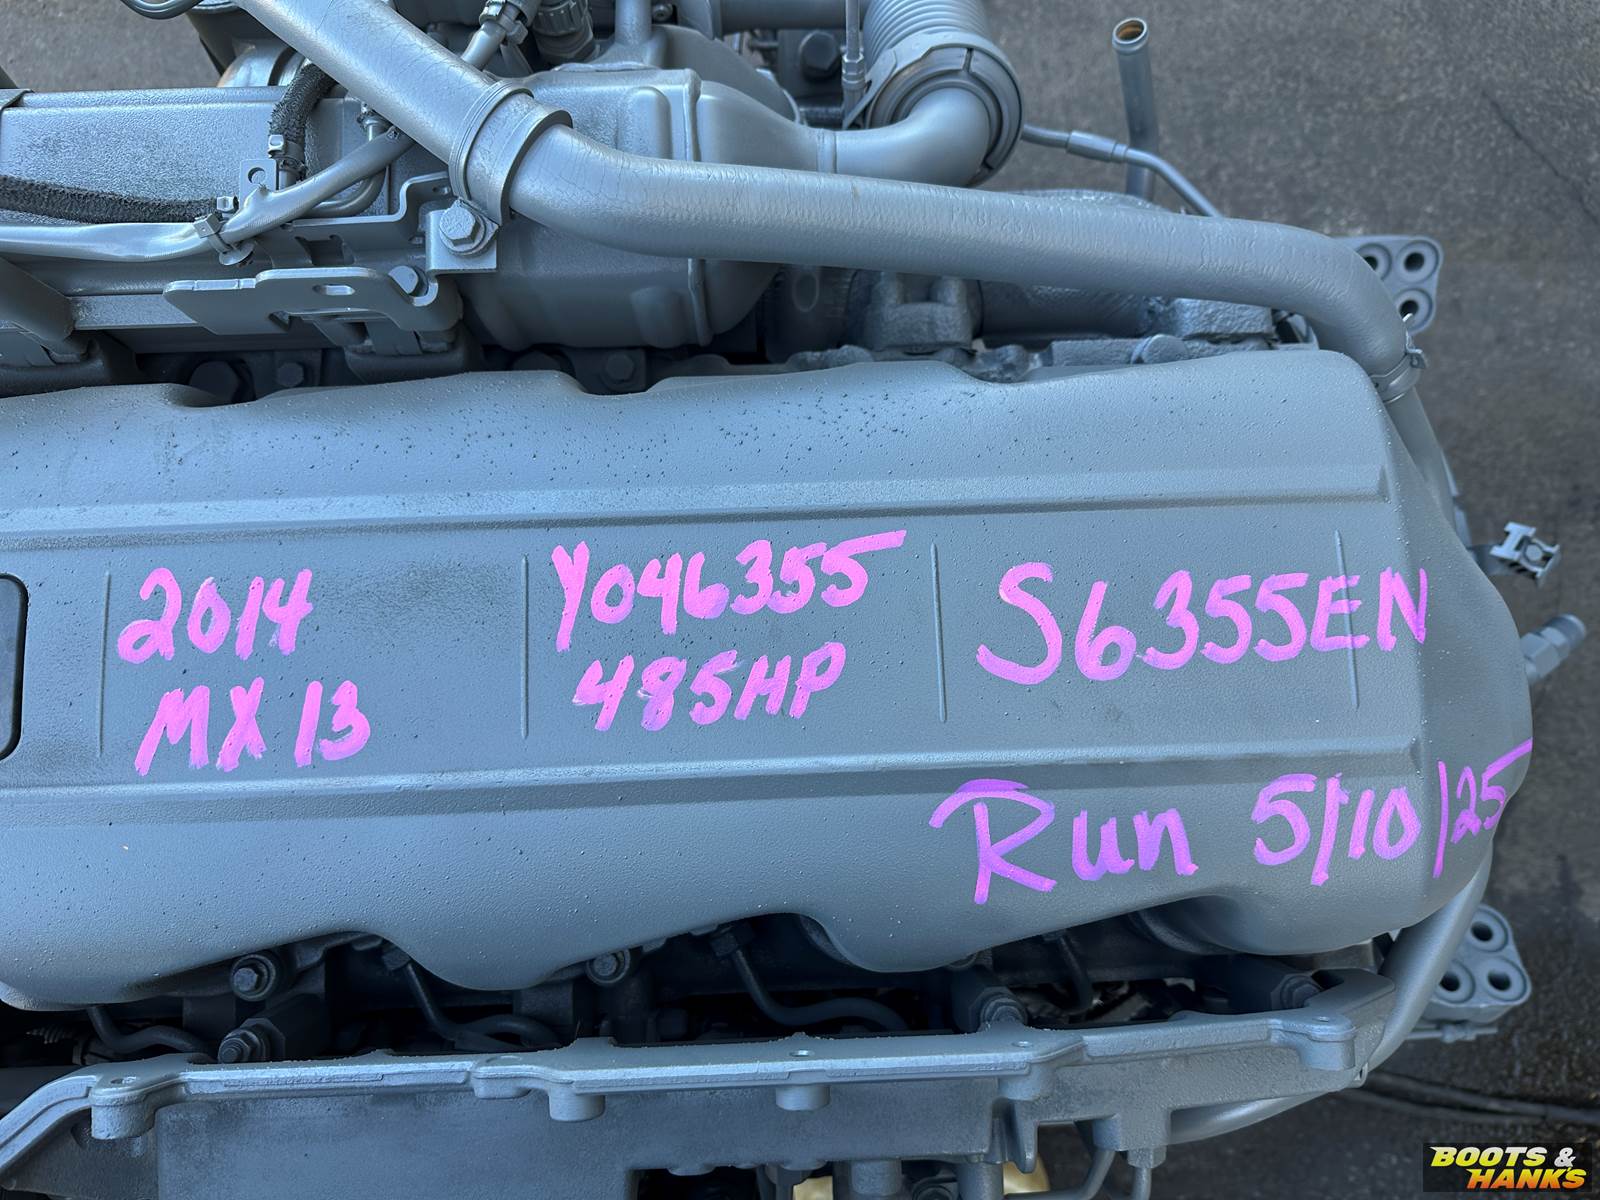 2014
MX 13
Y046355
485HP
S6355EN
Run 5/10/25
BOOTS &
HANKS